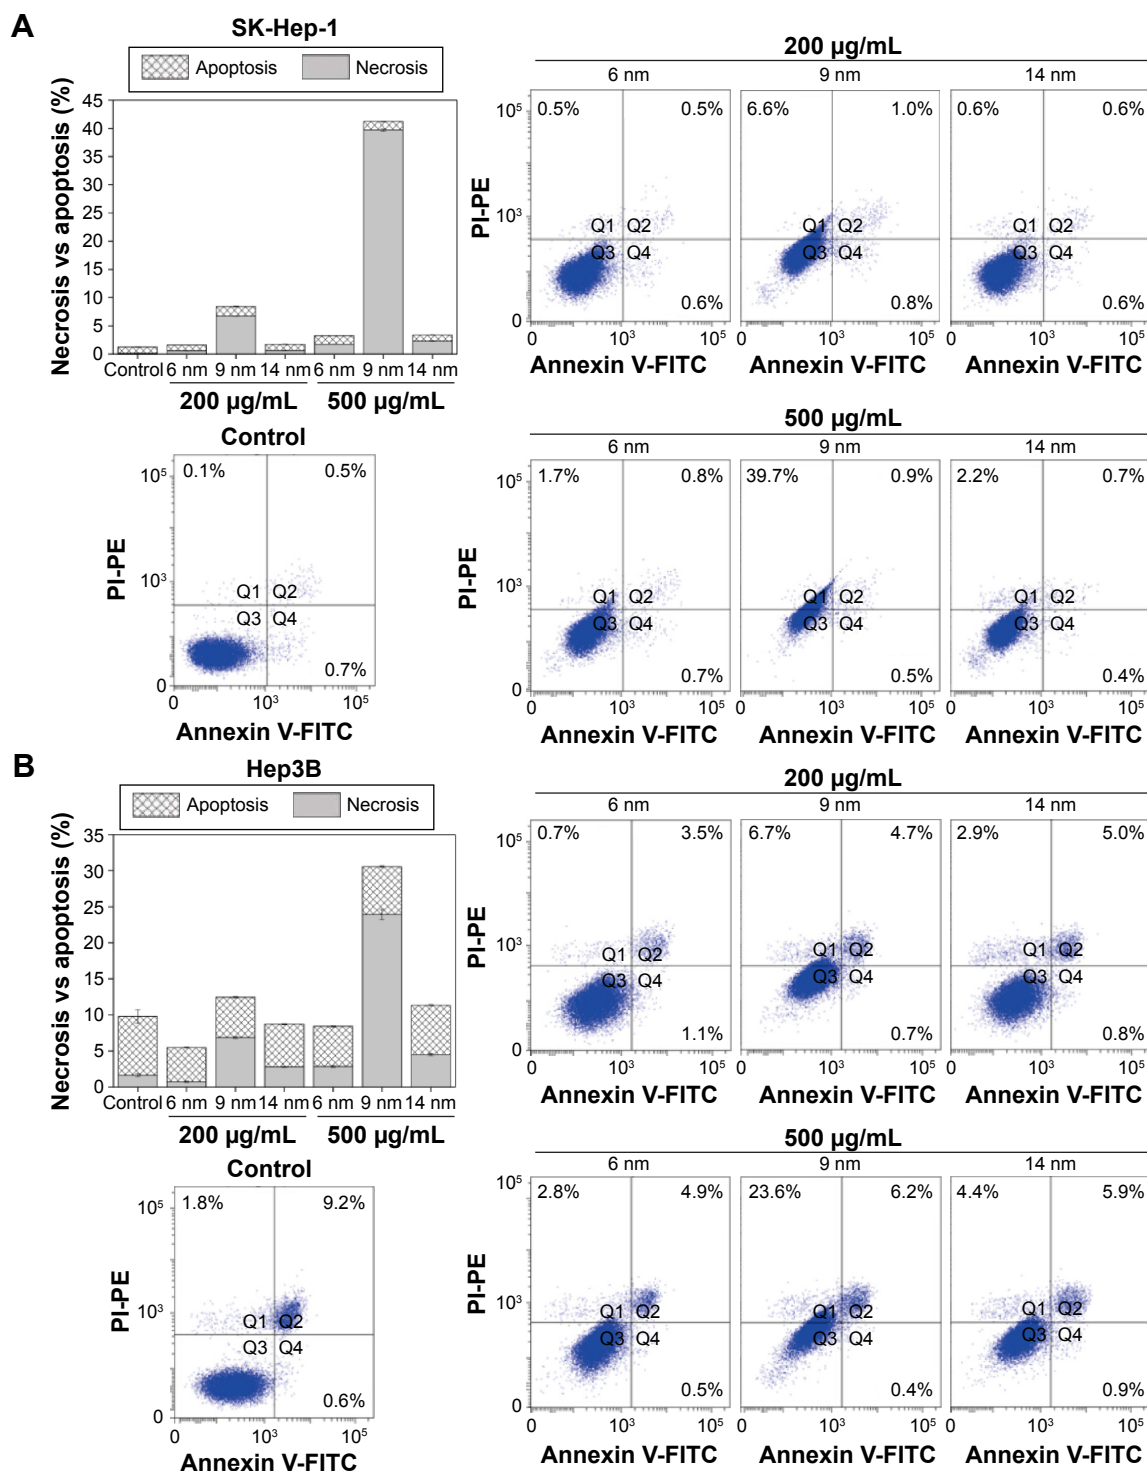 A
SK-Hep-1
Apoptosis Necrosis
Necrosis vs apoptosis (%)
45
40
35
30
25
20
15
10
5
0
Control 6 nm 9 nm 14 nm 6 nm 9 nm 14 nm
200 µg/mL 500 µg/mL
200 µg/mL
6 nm 9 nm 14 nm
PI-PE
10⁵
10³
0
0.5% 0.5% 6.6% 1.0% 0.6% 0.6%
Q1 Q2 Q1 Q2 Q1 Q2
Q3 Q4 Q3 Q4 Q3 Q4
0.6% 0.8% 0.6%
0 10³ 10⁵ 0 10³ 10⁵ 0 10³ 10⁵
Annexin V-FITC Annexin V-FITC Annexin V-FITC
Control
PI-PE
10⁵
10³
0
0.1% 0.5%
Q1 Q2
Q3 Q4
0.7%
0 10³ 10⁵
Annexin V-FITC
500 µg/mL
6 nm 9 nm 14 nm
PI-PE
10⁵
10³
0
1.7% 0.8% 39.7% 0.9% 2.2% 0.7%
Q1 Q2 Q1 Q2 Q1 Q2
Q3 Q4 Q3 Q4 Q3 Q4
0.7% 0.5% 0.4%
0 10³ 10⁵ 0 10³ 10⁵ 0 10³ 10⁵
Annexin V-FITC Annexin V-FITC Annexin V-FITC
B
Hep3B
Apoptosis Necrosis
Necrosis vs apoptosis (%)
35
30
25
20
15
10
5
0
Control 6 nm 9 nm 14 nm 6 nm 9 nm 14 nm
200 µg/mL 500 µg/mL
200 µg/mL
6 nm 9 nm 14 nm
PI-PE
10⁵
10³
0
0.7% 3.5% 6.7% 4.7% 2.9% 5.0%
Q1 Q2 Q1 Q2 Q1 Q2
Q3 Q4 Q3 Q4 Q3 Q4
1.1% 0.7% 0.8%
0 10³ 10⁵ 0 10³ 10⁵ 0 10³ 10⁵
Annexin V-FITC Annexin V-FITC Annexin V-FITC
Control
PI-PE
10⁵
10³
0
1.8% 9.2%
Q1 Q2
Q3 Q4
0.6%
0 10³ 10⁵
Annexin V-FITC
500 µg/mL
6 nm 9 nm 14 nm
PI-PE
10⁵
10³
0
2.8% 4.9% 23.6% 6.2% 4.4% 5.9%
Q1 Q2 Q1 Q2 Q1 Q2
Q3 Q4 Q3 Q4 Q3 Q4
0.5% 0.4% 0.9%
0 10³ 10⁵ 0 10³ 10⁵ 0 10³ 10⁵
Annexin V-FITC Annexin V-FITC Annexin V-FITC